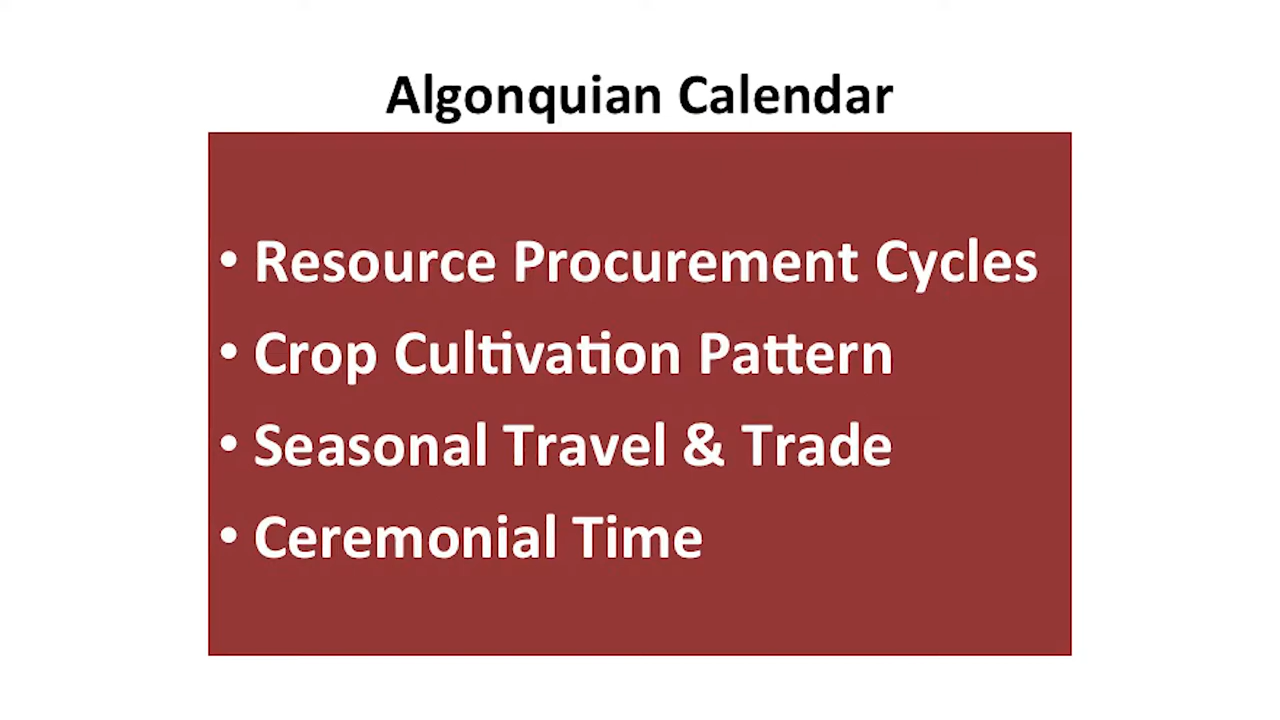 Algonquian Calendar
• Resource Procurement Cycles
• Crop Cultivation Pattern
• Seasonal Travel & Trade
• Ceremonial Time